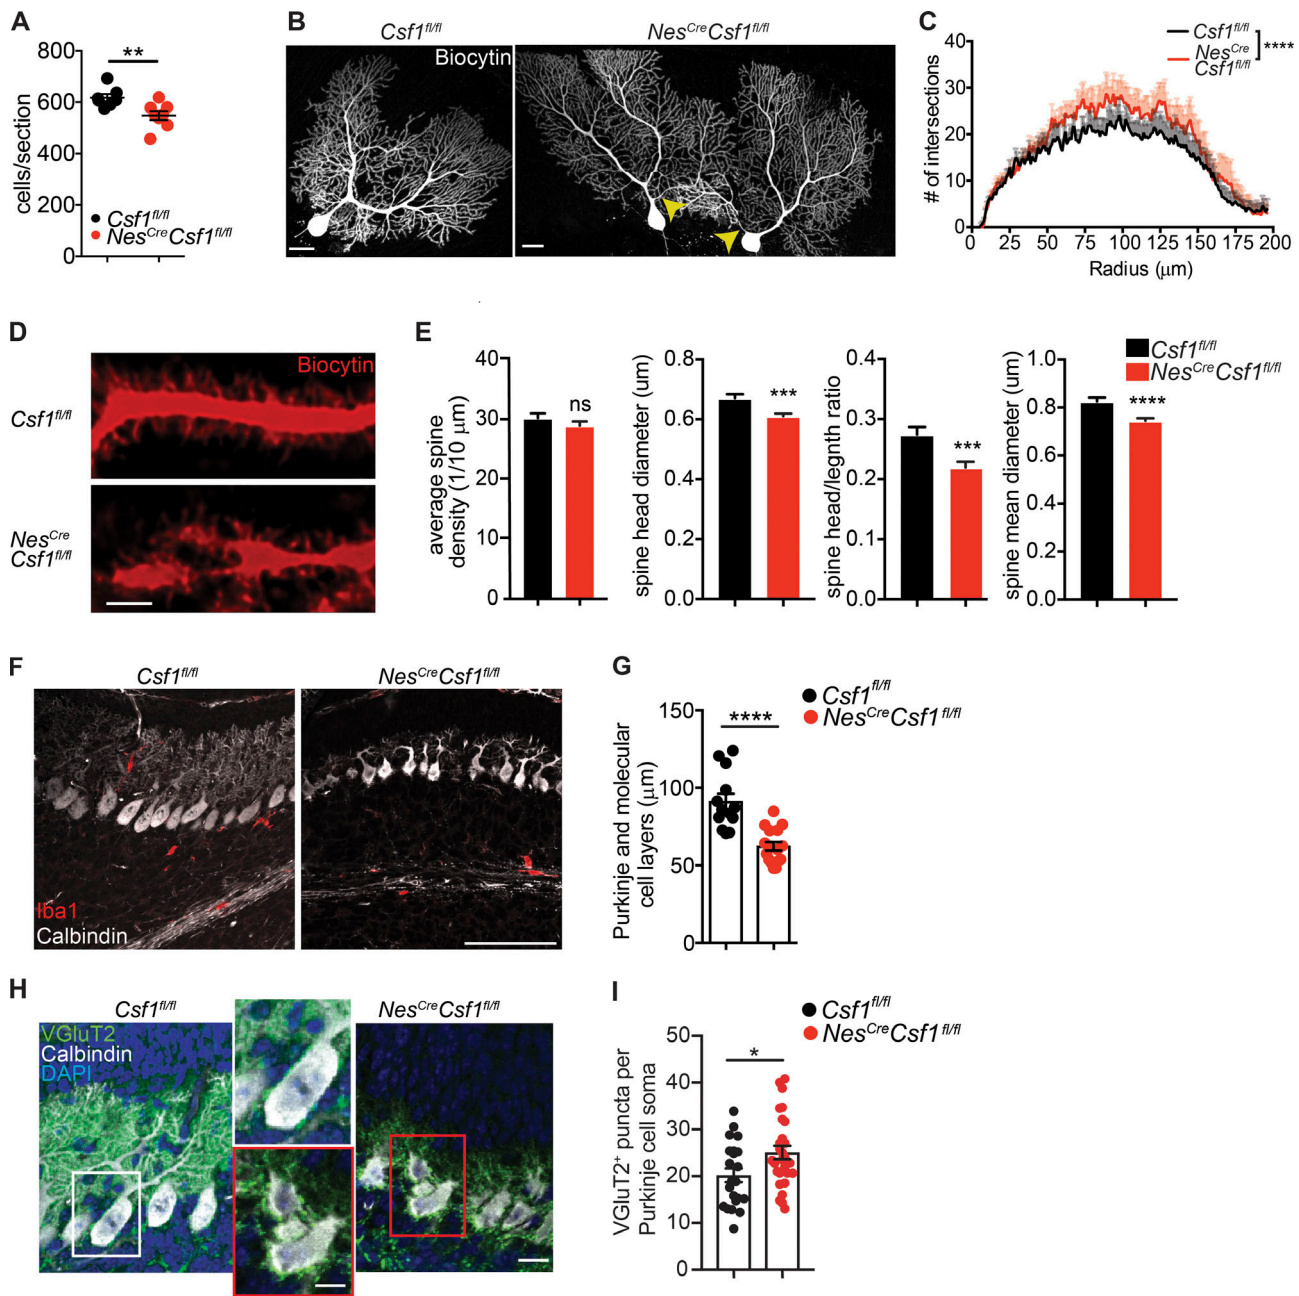 A
cells/section
800
600
400
200
0
**
Csf1fl/fl
NesCreCsf1fl/fl
B
Csf1fl/fl
NesCreCsf1fl/fl
Biocytin
C
# of intersections
40
30
20
10
0
0 25 50 75 100 125 150 175 200
Radius (μm)
Csf1fl/fl
NesCre
Csf1fl/fl
****
D
Biocytin
Csf1fl/fl
NesCre
Csf1fl/fl
E
average spine
density (1/10 μm)
40
30
20
10
0
ns
spine head diameter (um)
0.8
0.6
0.4
0.2
0.0
***
spine head/legnth ratio
0.4
0.3
0.2
0.1
0.0
***
spine mean diameter (um)
1.0
0.8
0.6
0.4
0.2
0.0
****
Csf1fl/fl
NesCreCsf1fl/fl
F
Csf1fl/fl
NesCreCsf1fl/fl
Iba1
Calbindin
G
Csf1fl/fl
NesCreCsf1fl/fl
Purkinje and molecular
cell layers (μm)
150
100
50
0
****
H
Csf1fl/fl
NesCreCsf1fl/fl
VGluT2
Calbindin
DAPI
I
Csf1fl/fl
NesCreCsf1fl/fl
VGluT2+ puncta per
Purkinje cell soma
50
40
30
20
10
0
*